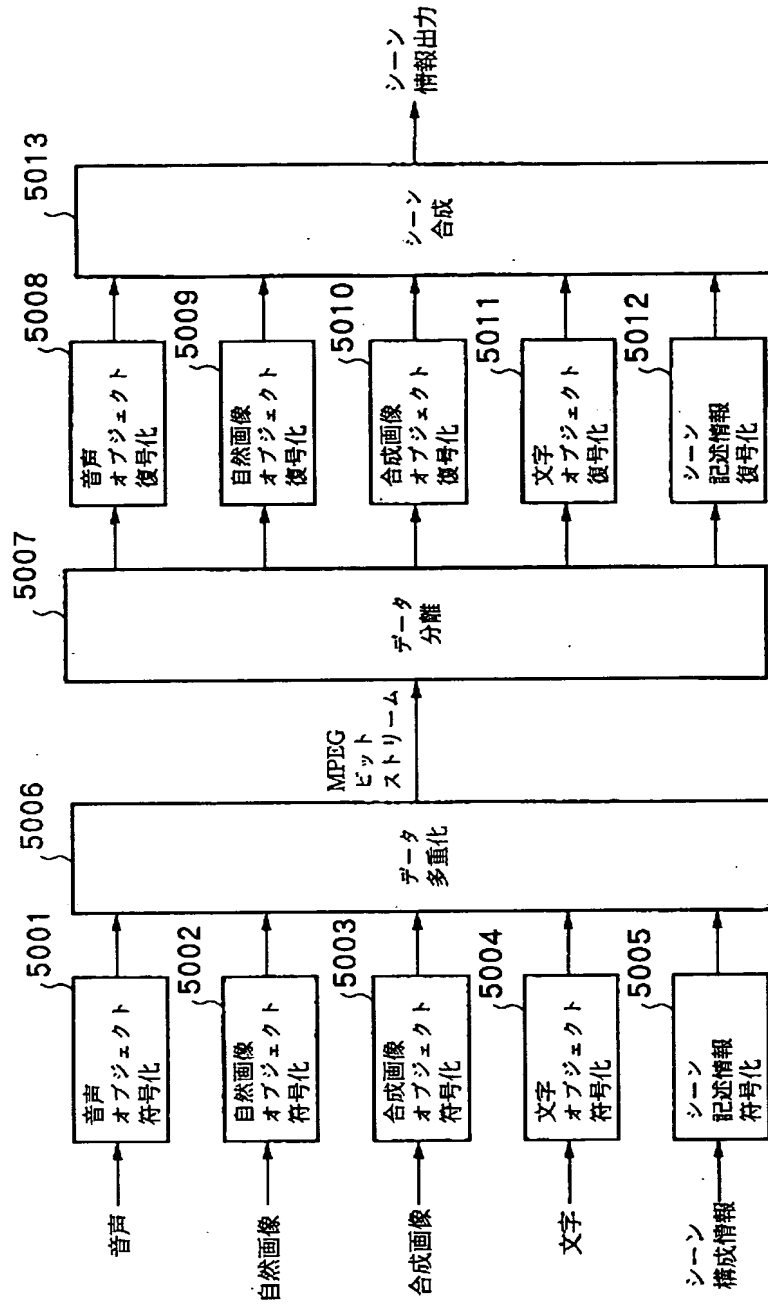 音声
自然画像
合成画像
文字
シーン
構成情報
5001
音声
オブジェクト
符号化
5002
自然画像
オブジェクト
符号化
5003
合成画像
オブジェクト
符号化
5004
文字
オブジェクト
符号化
5005
シーン
記述情報
符号化
5006
データ
多重化
MPEG
ビット
ストリーム
5007
データ
分離
5008
音声
オブジェクト
復号化
5009
自然画像
オブジェクト
復号化
5010
合成画像
オブジェクト
復号化
5011
文字
オブジェクト
復号化
5012
シーン
記述情報
復号化
5013
シーン
合成
シーン
情報出力